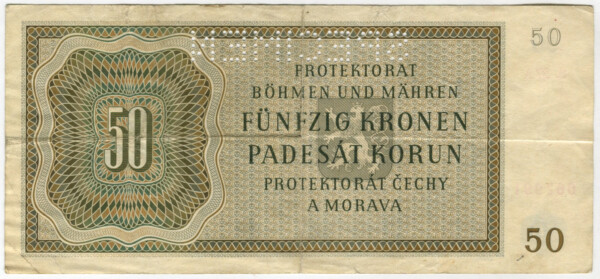 50
PROTEKTORAT
BÖHMEN UND MÄHREN
FÜNFZIG KRONEN
PADESÁT KORUN
PROTEKTORÁT ČECHY
A MORAVA
50
50